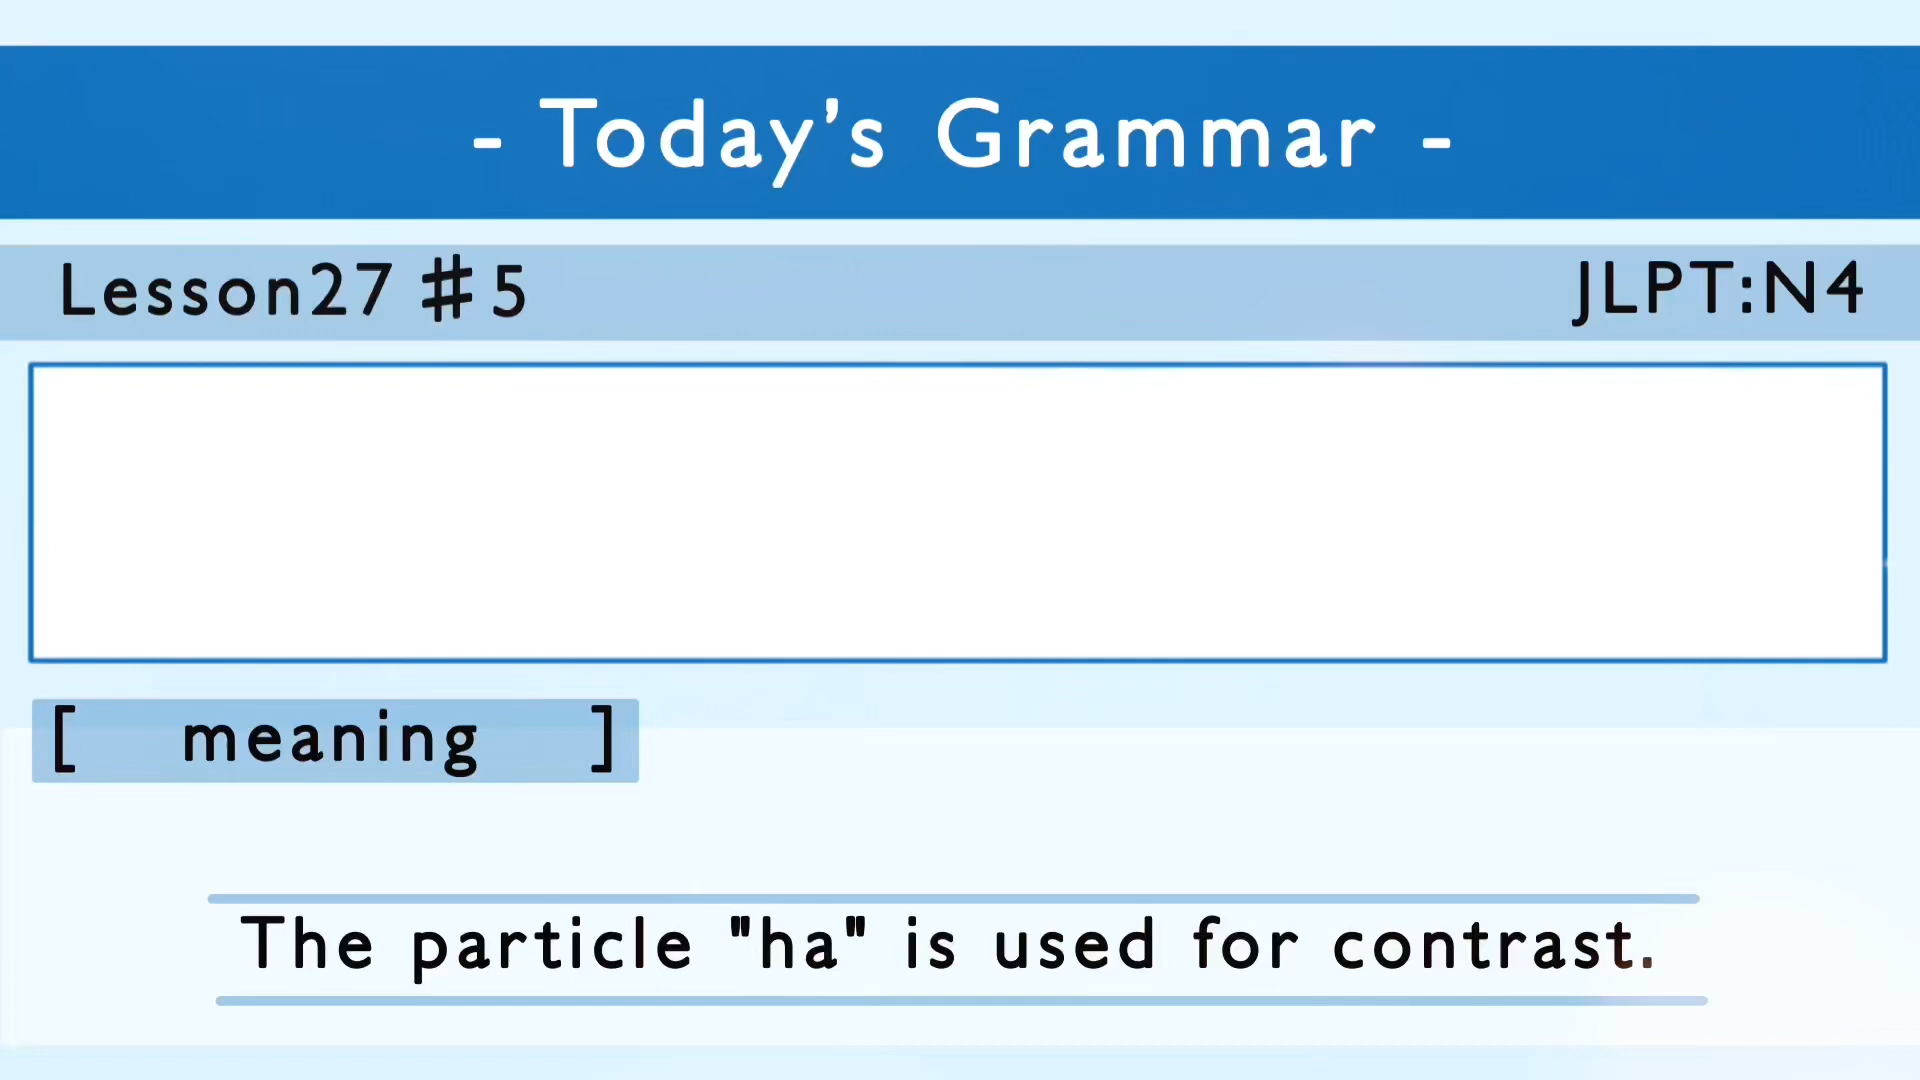 - Today’s Grammar -
Lesson27 #5
JLPT:N4
[ meaning ]
The particle "ha" is used for contrast.